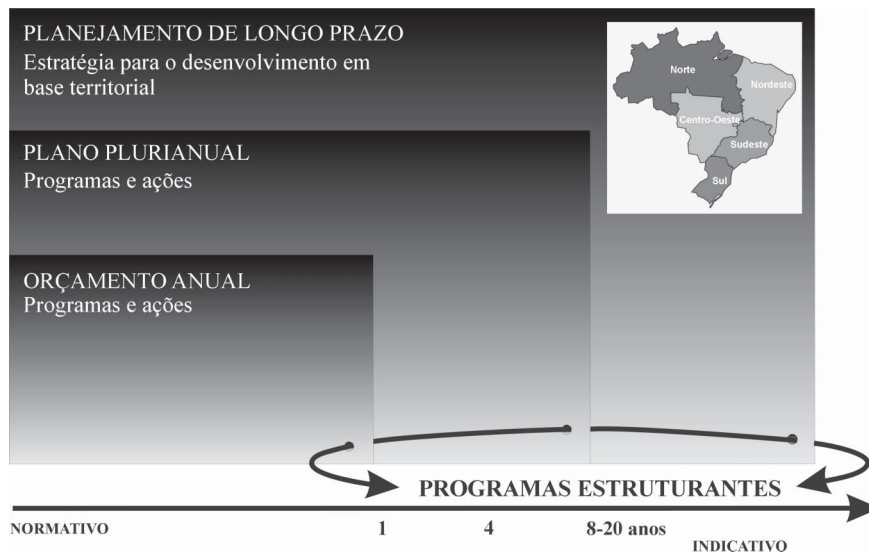 PLANEJAMENTO DE LONGO PRAZO
Estratégia para o desenvolvimento em
base territorial
Norte
Nordeste
Centro-Oeste
Sudeste
Sul
PLANO PLURIANUAL
Programas e ações
ORÇAMENTO ANUAL
Programas e ações
PROGRAMAS ESTRUTURANTES
NORMATIVO 1 4 8-20 anos
INDICATIVO